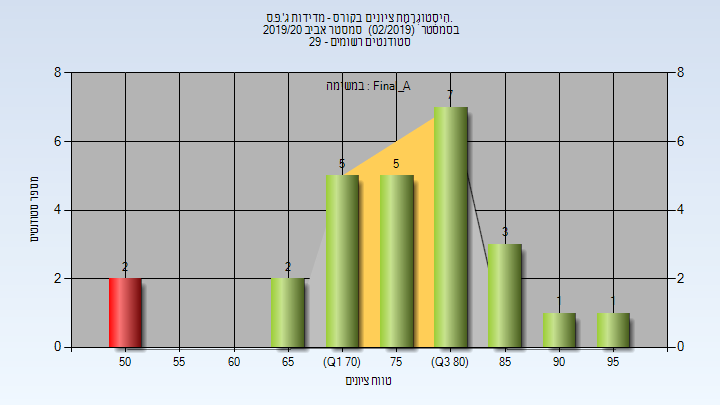 היסטוגרמת ציונים בקורס - מדידות ג'.פ.ס.
בסמסטר (02/2019) סמסטר אביב 2019/20
סטודנטים רשומים - 29
במשימה : Final_A
מספר סטודנטים
8 8
6 6
4 4
2 2
0 0
2 2 5 5 7 3 1 1
50 55 60 65 (Q1 70) 75 (Q3 80) 85 90 95
טווח ציונים